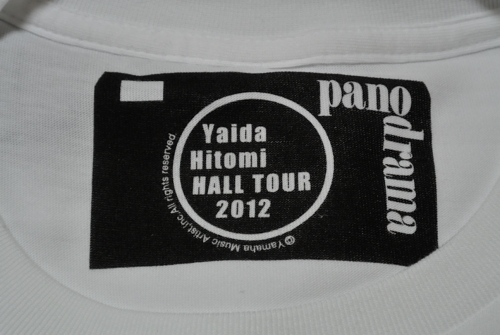 pano
drama
Yaida
Hitomi
HALL TOUR
2012
©Yamaha Music Artist,Inc.All rights reserved